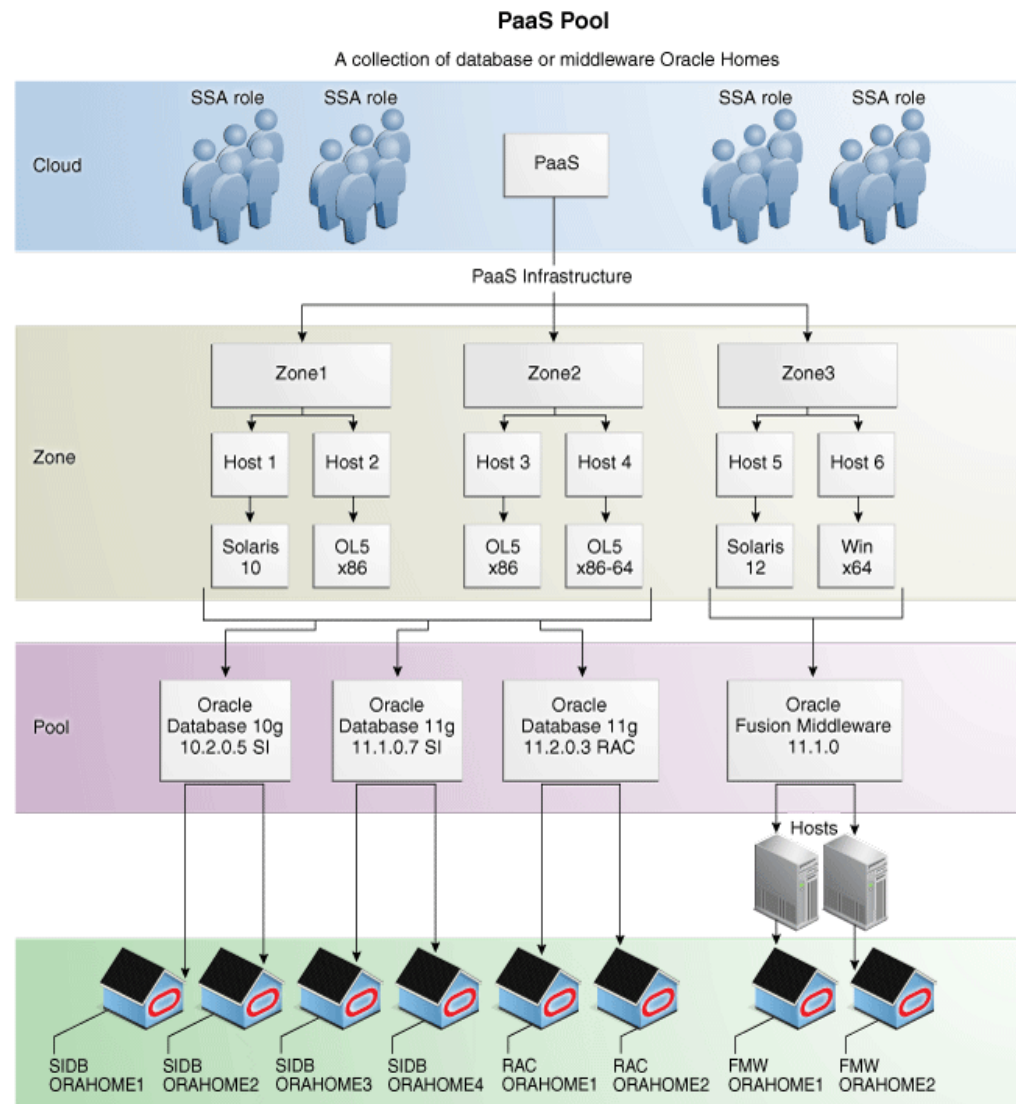 PaaS Pool
A collection of database or middleware Oracle Homes
SSA role
SSA role
SSA role
SSA role
Cloud
PaaS
PaaS Infrastructure
Zone1
Zone2
Zone3
Zone
Host 1
Host 2
Host 3
Host 4
Host 5
Host 6
Solaris
10
OL5
x86
OL5
x86
OL5
x86-64
Solaris
12
Win
x64
Pool
Oracle
Database 10g
10.2.0.5 SI
Oracle
Database 11g
11.1.0.7 SI
Oracle
Database 11g
11.2.0.3 RAC
Oracle
Fusion Middleware
11.1.0
Hosts
SIDB
ORAHOME1
SIDB
ORAHOME2
SIDB
ORAHOME3
SIDB
ORAHOME4
RAC
ORAHOME1
RAC
ORAHOME2
FMW
ORAHOME1
FMW
ORAHOME2